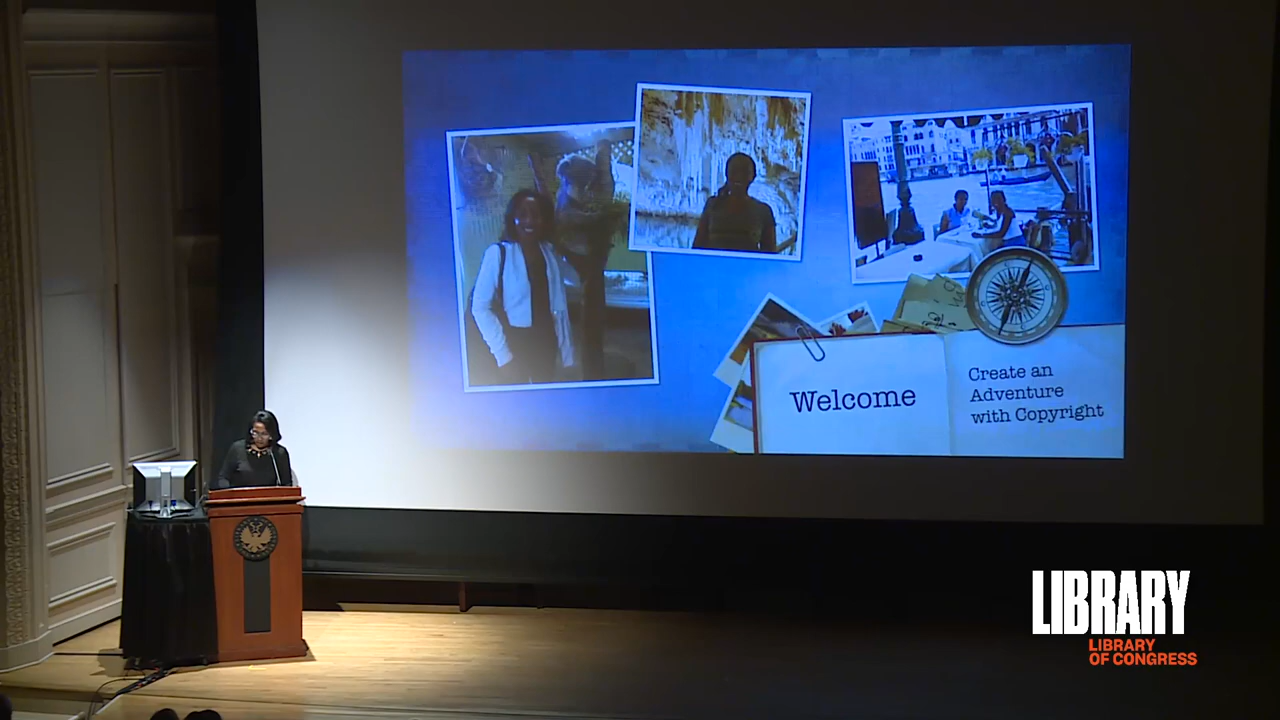 Welcome
Create an
Adventure
with Copyright
LIBRARY
LIBRARY
OF CONGRESS